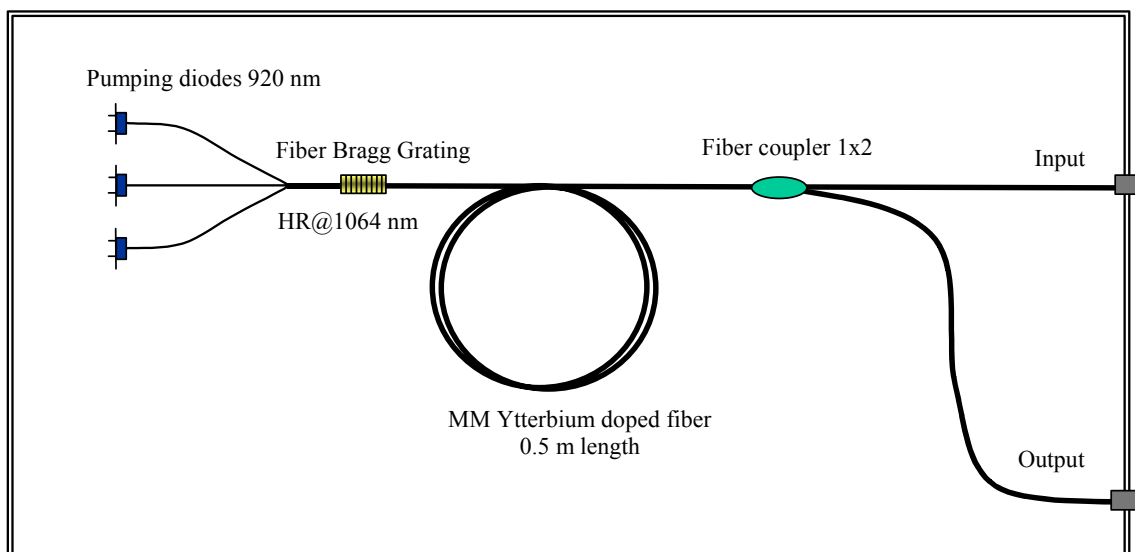 Pumping diodes 920 nm
Fiber Bragg Grating
HR@1064 nm
Fiber coupler 1x2
Input
MM Ytterbium doped fiber
0.5 m length
Output